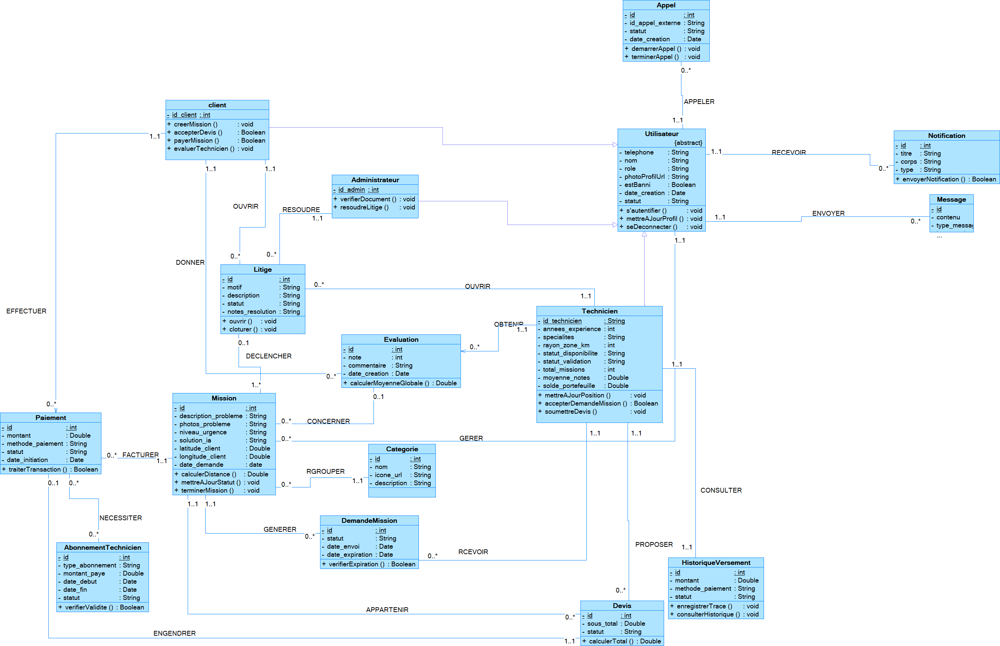 Appel
- id : int
- id_appel_externe : String
- statut : String
- date_creation : Date
+ demarrerAppel () : void
+ terminerAppel () : void
0..*
APPELER
1..1
client
- id_client : int
+ creerMission () : void
+ accepterDevis () : Boolean
+ payerMission () : Boolean
+ evaluerTechnicien () : void
1..1
1..1
1..1
Utilisateur
{abstract}
- telephone : String
- nom : String
- role : String
- photoProfilUrl : String
- estBanni : Boolean
- date_creation : Date
- statut : String
+ s'autentifier () : void
+ mettreAJourProfil () : void
+ seDeconnecter () : void
1..1
RECEVOIR
0..*
Notification
- id : int
- titre : String
- corps : String
- type : String
+ envoyerNotification () : Boolean
1..1
ENVOYER
0..*
Message
- id
- contenu
...
1..1
Administrateur
- id_admin : int
+ verifierDocument () : void
+ resoudreLitige () : void
OUVRIR
RESOUDRE
1..1
0..*
0..*
DONNER
Litige
- id : int
- motif : String
- description : String
- statut : String
- notes_resolution : String
+ ouvrir () : void
+ cloturer () : void
0..*
OUVRIR
1..1
EFFECTUER
0..*
Technicien
- id_technicien : String
- annees_experience : int
- specialites : String
- rayon_zone_km : int
- statut_disponibilite : String
- statut_validation : String
- total_missions : int
- moyenne_notes : Double
- solde_portefeuille : Double
+ mettreAJourPosition () : void
+ accepterDemandeMission () : Boolean
+ soumettreDevis () : void
OBTENIR
1..1
0..*
1..1
Evaluation
- id : int
- note : int
- commentaire : String
- date_creation : Date
+ calculerMoyenneGlobale () : Double
0..1
DECLENCHER
1..*
0..*
0..1
Mission
- id : int
- description_probleme : String
- photos_probleme : String
- niveau_urgence : String
- solution_ia : String
- latitude_client : Double
- longitude_client : Double
- date_demande : date
+ calculerDistance () : Double
+ mettreAJourStatut () : void
+ terminerMission () : void
0..*
CONCERNER
0..*
GERER
1..1
1..1
Paiement
- id : int
- montant : Double
- methode_paiement : String
- statut : String
- date_initiation : Date
+ traiterTransaction () : Boolean
0..*
FACTURER
1..1
Categorie
- id : int
- nom : String
- icone_url : String
- description : String
RGROUPER
0..*
1..1
0..1
0..*
NECESSITER
0..*
1..1
1..1
CONSULTER
1..1
DemandeMission
- id : int
- statut : String
- date_envoi : Date
- date_expiration : Date
+ verifierExpiration () : Boolean
GENERER
0..*
0..*
RCEVOIR
PROPOSER
0..*
AbonnementTechnicien
- id : int
- type_abonnement : String
- montant_paye : Double
- date_debut : Date
- date_fin : Date
- statut : String
+ verifierValidite () : Boolean
HistoriqueVersement
- id : int
- montant : Double
- methode_paiement : String
- statut : String
+ enregistrerTrace () : void
+ consulterHistorique () : void
APPARTENIR
0..*
ENGENDRER
1..1
Devis
- id : int
- sous_total : Double
- statut : String
+ calculerTotal () : Double